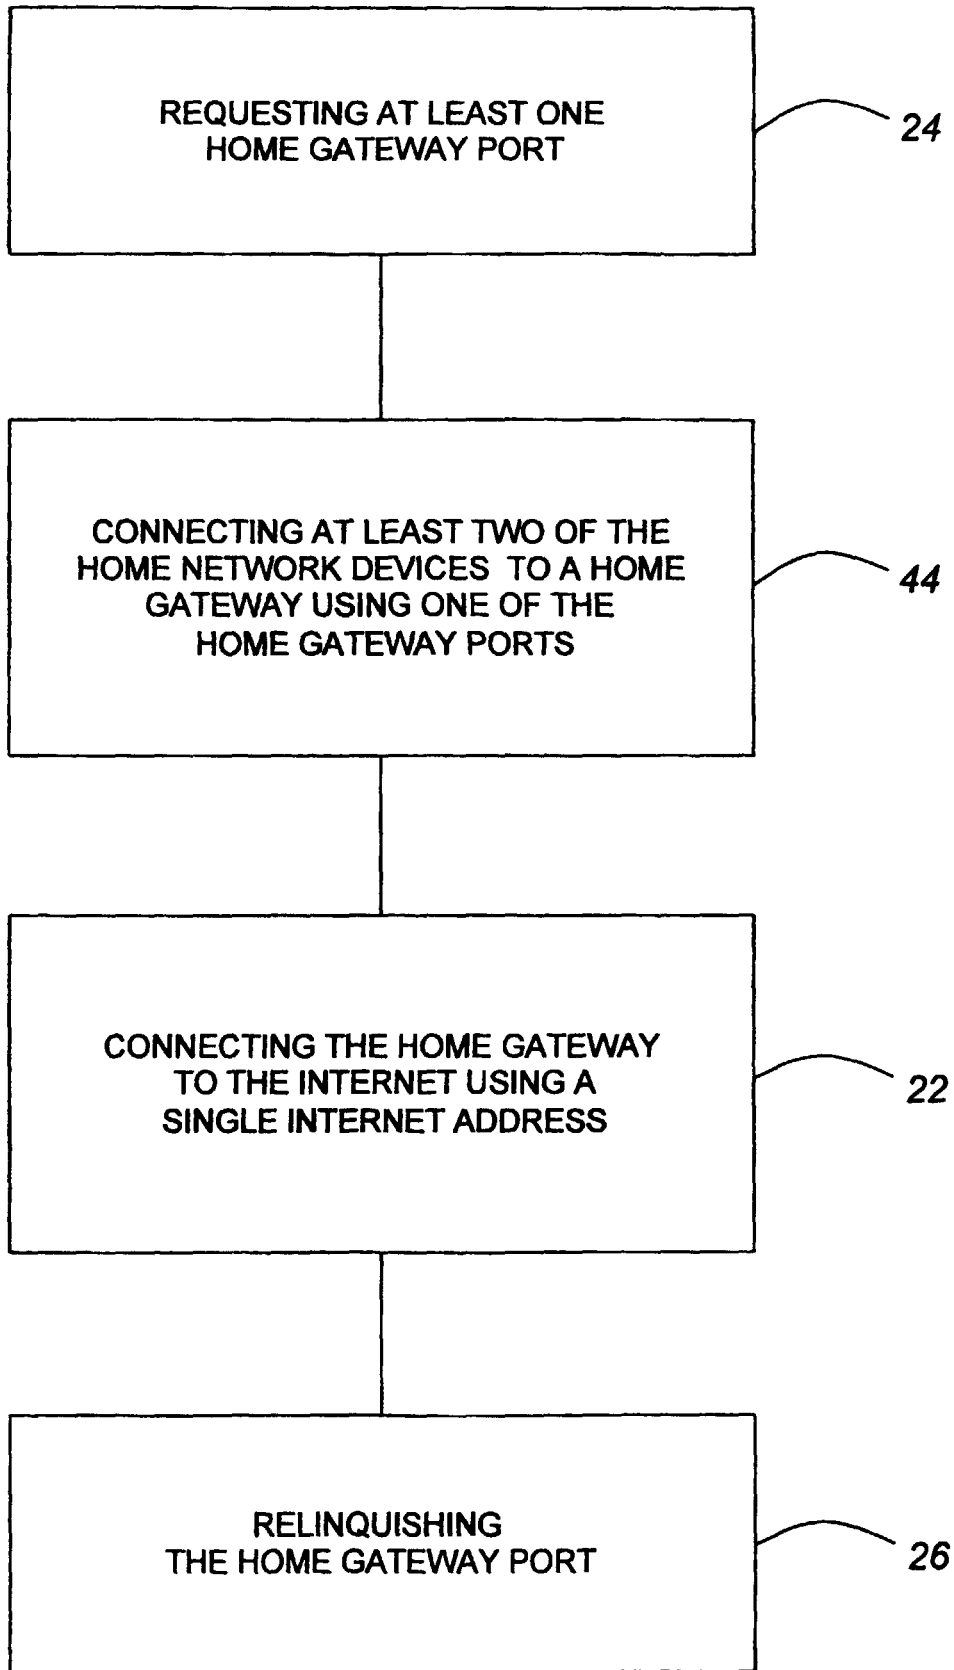 REQUESTING AT LEAST ONE
HOME GATEWAY PORT
24
CONNECTING AT LEAST TWO OF THE
HOME NETWORK DEVICES TO A HOME
GATEWAY USING ONE OF THE
HOME GATEWAY PORTS
44
CONNECTING THE HOME GATEWAY
TO THE INTERNET USING A
SINGLE INTERNET ADDRESS
22
RELINQUISHING
THE HOME GATEWAY PORT
26